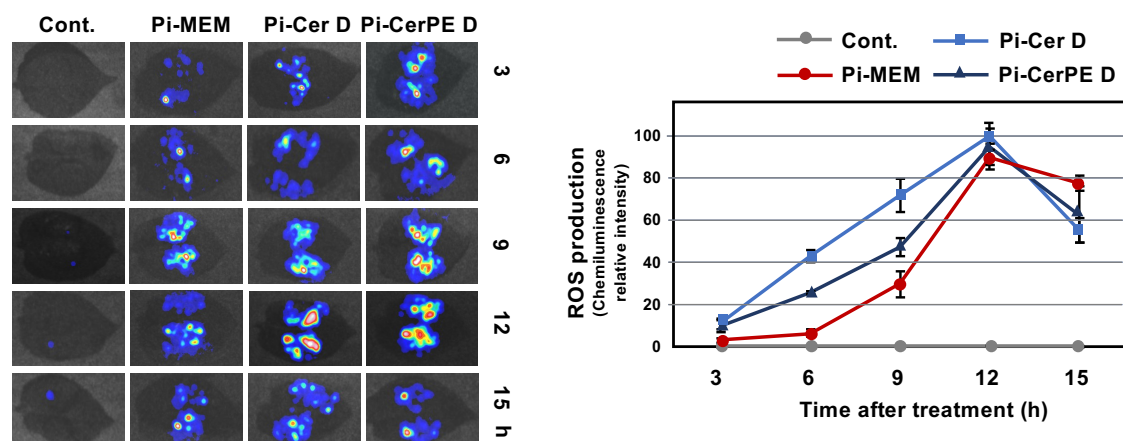 Cont. Pi-MEM Pi-Cer D Pi-CerPE D
3
6
9
12
15 h
Cont. Pi-Cer D
Pi-MEM Pi-CerPE D
ROS production
(Chemiluminescence
relative intensity)
100
80
60
40
20
0
3 6 9 12 15
Time after treatment (h)